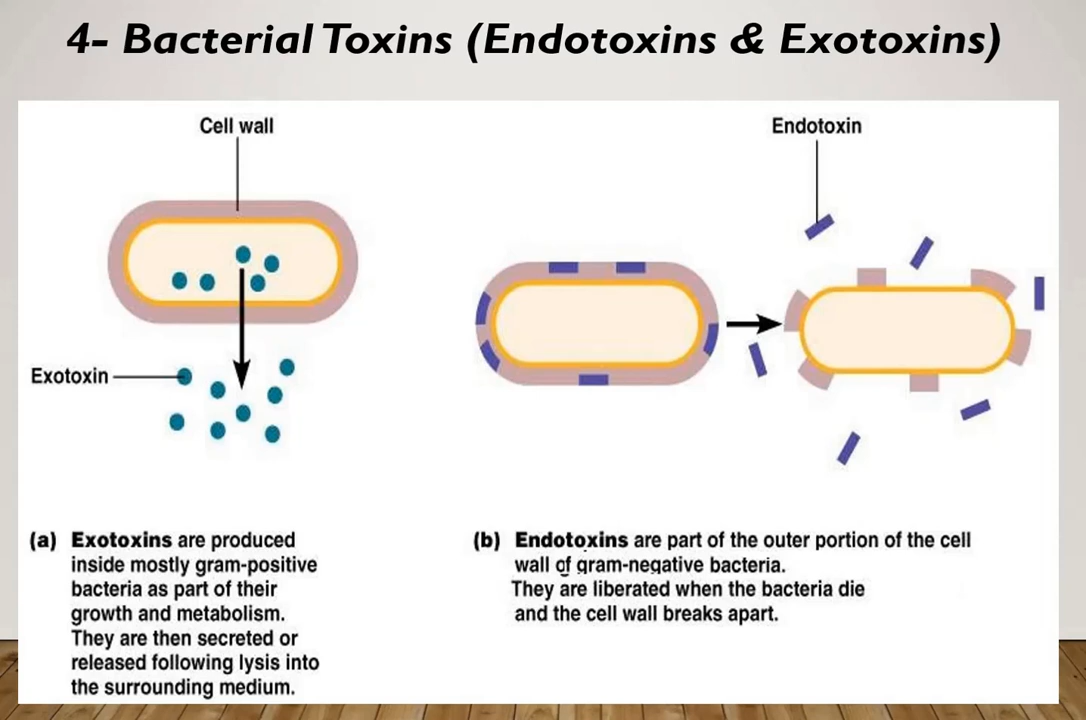 4- Bacterial Toxins (Endotoxins & Exotoxins)
Cell wall
Exotoxin
Endotoxin
(a) Exotoxins are produced
inside mostly gram-positive
bacteria as part of their
growth and metabolism.
They are then secreted or
released following lysis into
the surrounding medium.
(b) Endotoxins are part of the outer portion of the cell
wall of gram-negative bacteria.
They are liberated when the bacteria die
and the cell wall breaks apart.